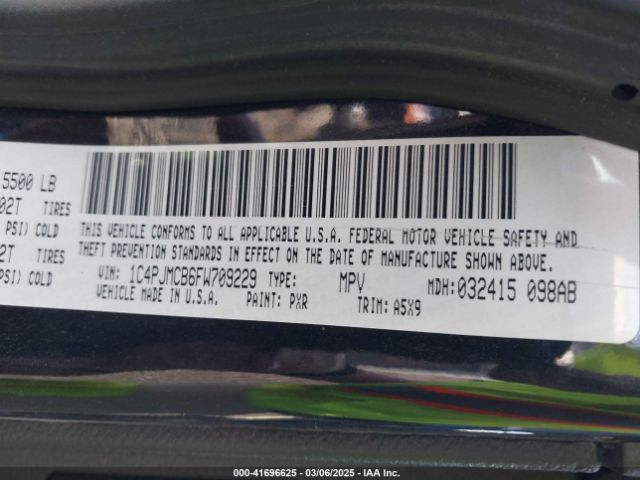 5500 LB
02T TIRES
PSI) COLD
2T TIRES
PSI) COLD
THIS VEHICLE CONFORMS TO ALL APPLICABLE U.S.A. FEDERAL MOTOR VEHICLE SAFETY AND
THEFT PREVENTION STANDARDS IN EFFECT ON THE DATE OF MANUFACTURE SHOWN ABOVE.
VIN: 1C4PJMCB6FW709229 TYPE: MPV MDH:032415 098AB
VEHICLE MADE IN U.S.A. PAINT: PXR TRIM: A5X9
000-41696625 - 03/06/2025 - IAA Inc.